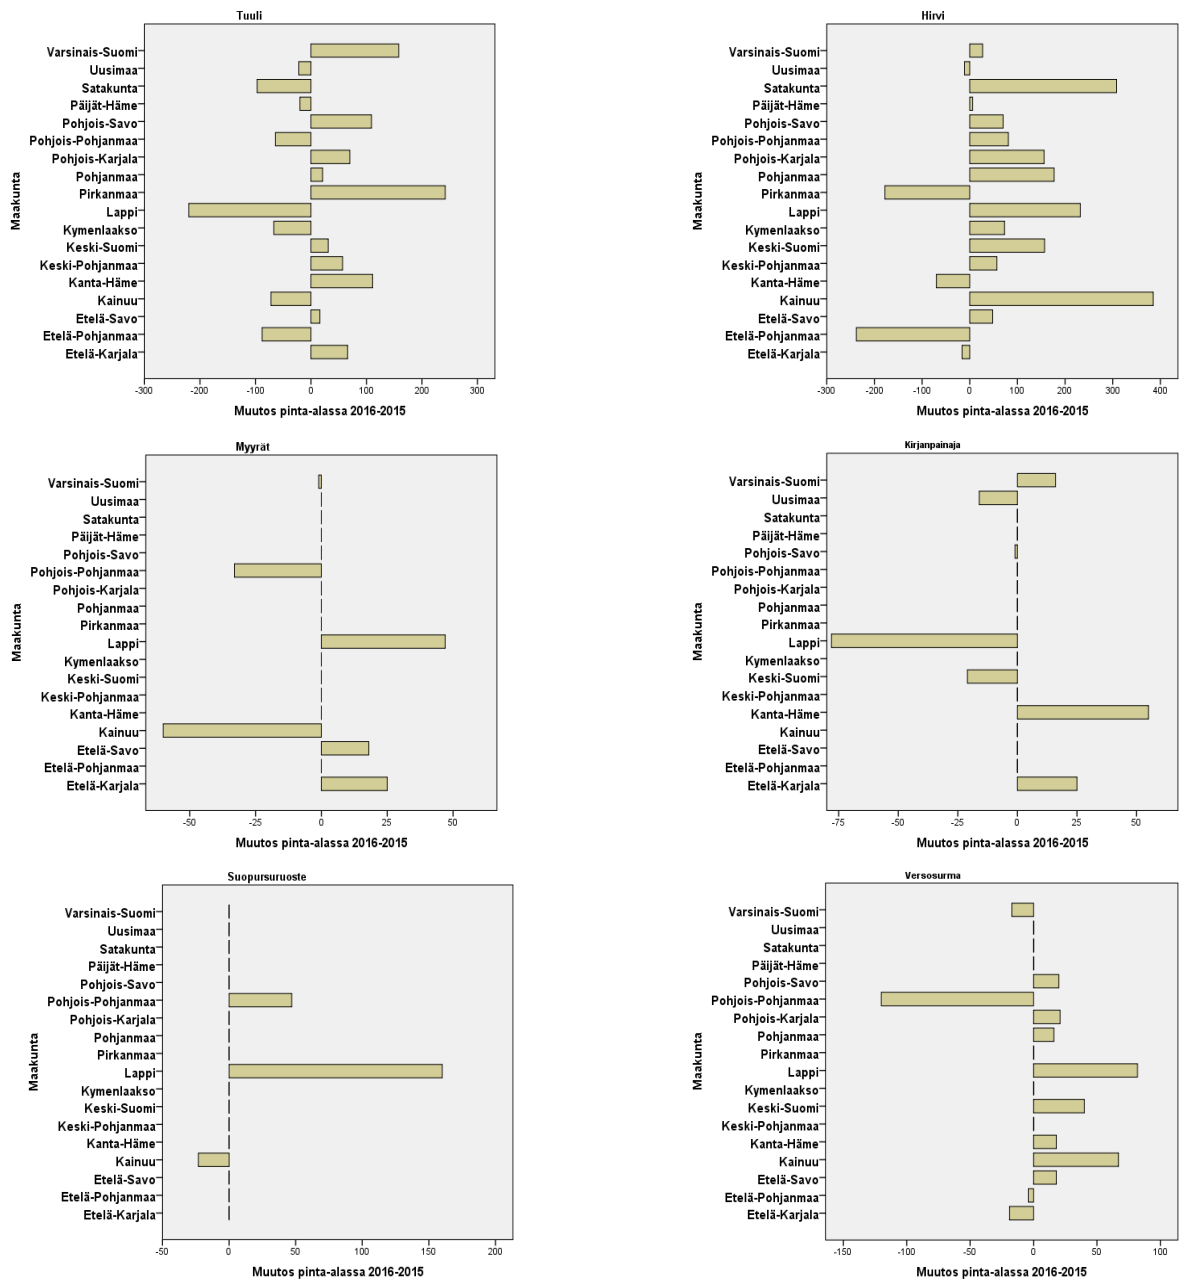 Tuuli
Maakunta
Varsinais-Suomi
Uusimaa
Satakunta
Päijät-Häme
Pohjois-Savo
Pohjois-Pohjanmaa
Pohjois-Karjala
Pohjanmaa
Pirkanmaa
Lappi
Kymenlaakso
Keski-Suomi
Keski-Pohjanmaa
Kanta-Häme
Kainuu
Etelä-Savo
Etelä-Pohjanmaa
Etelä-Karjala
-300 -200 -100 0 100 200 300
Muutos pinta-alassa 2016-2015
Hirvi
Maakunta
Varsinais-Suomi
Uusimaa
Satakunta
Päijät-Häme
Pohjois-Savo
Pohjois-Pohjanmaa
Pohjois-Karjala
Pohjanmaa
Pirkanmaa
Lappi
Kymenlaakso
Keski-Suomi
Keski-Pohjanmaa
Kanta-Häme
Kainuu
Etelä-Savo
Etelä-Pohjanmaa
Etelä-Karjala
-300 -200 -100 0 100 200 300 400
Muutos pinta-alassa 2016-2015
Myyrät
Maakunta
Varsinais-Suomi
Uusimaa
Satakunta
Päijät-Häme
Pohjois-Savo
Pohjois-Pohjanmaa
Pohjois-Karjala
Pohjanmaa
Pirkanmaa
Lappi
Kymenlaakso
Keski-Suomi
Keski-Pohjanmaa
Kanta-Häme
Kainuu
Etelä-Savo
Etelä-Pohjanmaa
Etelä-Karjala
-50 -25 0 25 50
Muutos pinta-alassa 2016-2015
Kirjanpainaja
Maakunta
Varsinais-Suomi
Uusimaa
Satakunta
Päijät-Häme
Pohjois-Savo
Pohjois-Pohjanmaa
Pohjois-Karjala
Pohjanmaa
Pirkanmaa
Lappi
Kymenlaakso
Keski-Suomi
Keski-Pohjanmaa
Kanta-Häme
Kainuu
Etelä-Savo
Etelä-Pohjanmaa
Etelä-Karjala
-75 -50 -25 0 25 50
Muutos pinta-alassa 2016-2015
Suopursuruoste
Maakunta
Varsinais-Suomi
Uusimaa
Satakunta
Päijät-Häme
Pohjois-Savo
Pohjois-Pohjanmaa
Pohjois-Karjala
Pohjanmaa
Pirkanmaa
Lappi
Kymenlaakso
Keski-Suomi
Keski-Pohjanmaa
Kanta-Häme
Kainuu
Etelä-Savo
Etelä-Pohjanmaa
Etelä-Karjala
-50 0 50 100 150 200
Muutos pinta-alassa 2016-2015
Versosurma
Maakunta
Varsinais-Suomi
Uusimaa
Satakunta
Päijät-Häme
Pohjois-Savo
Pohjois-Pohjanmaa
Pohjois-Karjala
Pohjanmaa
Pirkanmaa
Lappi
Kymenlaakso
Keski-Suomi
Keski-Pohjanmaa
Kanta-Häme
Kainuu
Etelä-Savo
Etelä-Pohjanmaa
Etelä-Karjala
-150 -100 -50 0 50 100
Muutos pinta-alassa 2016-2015